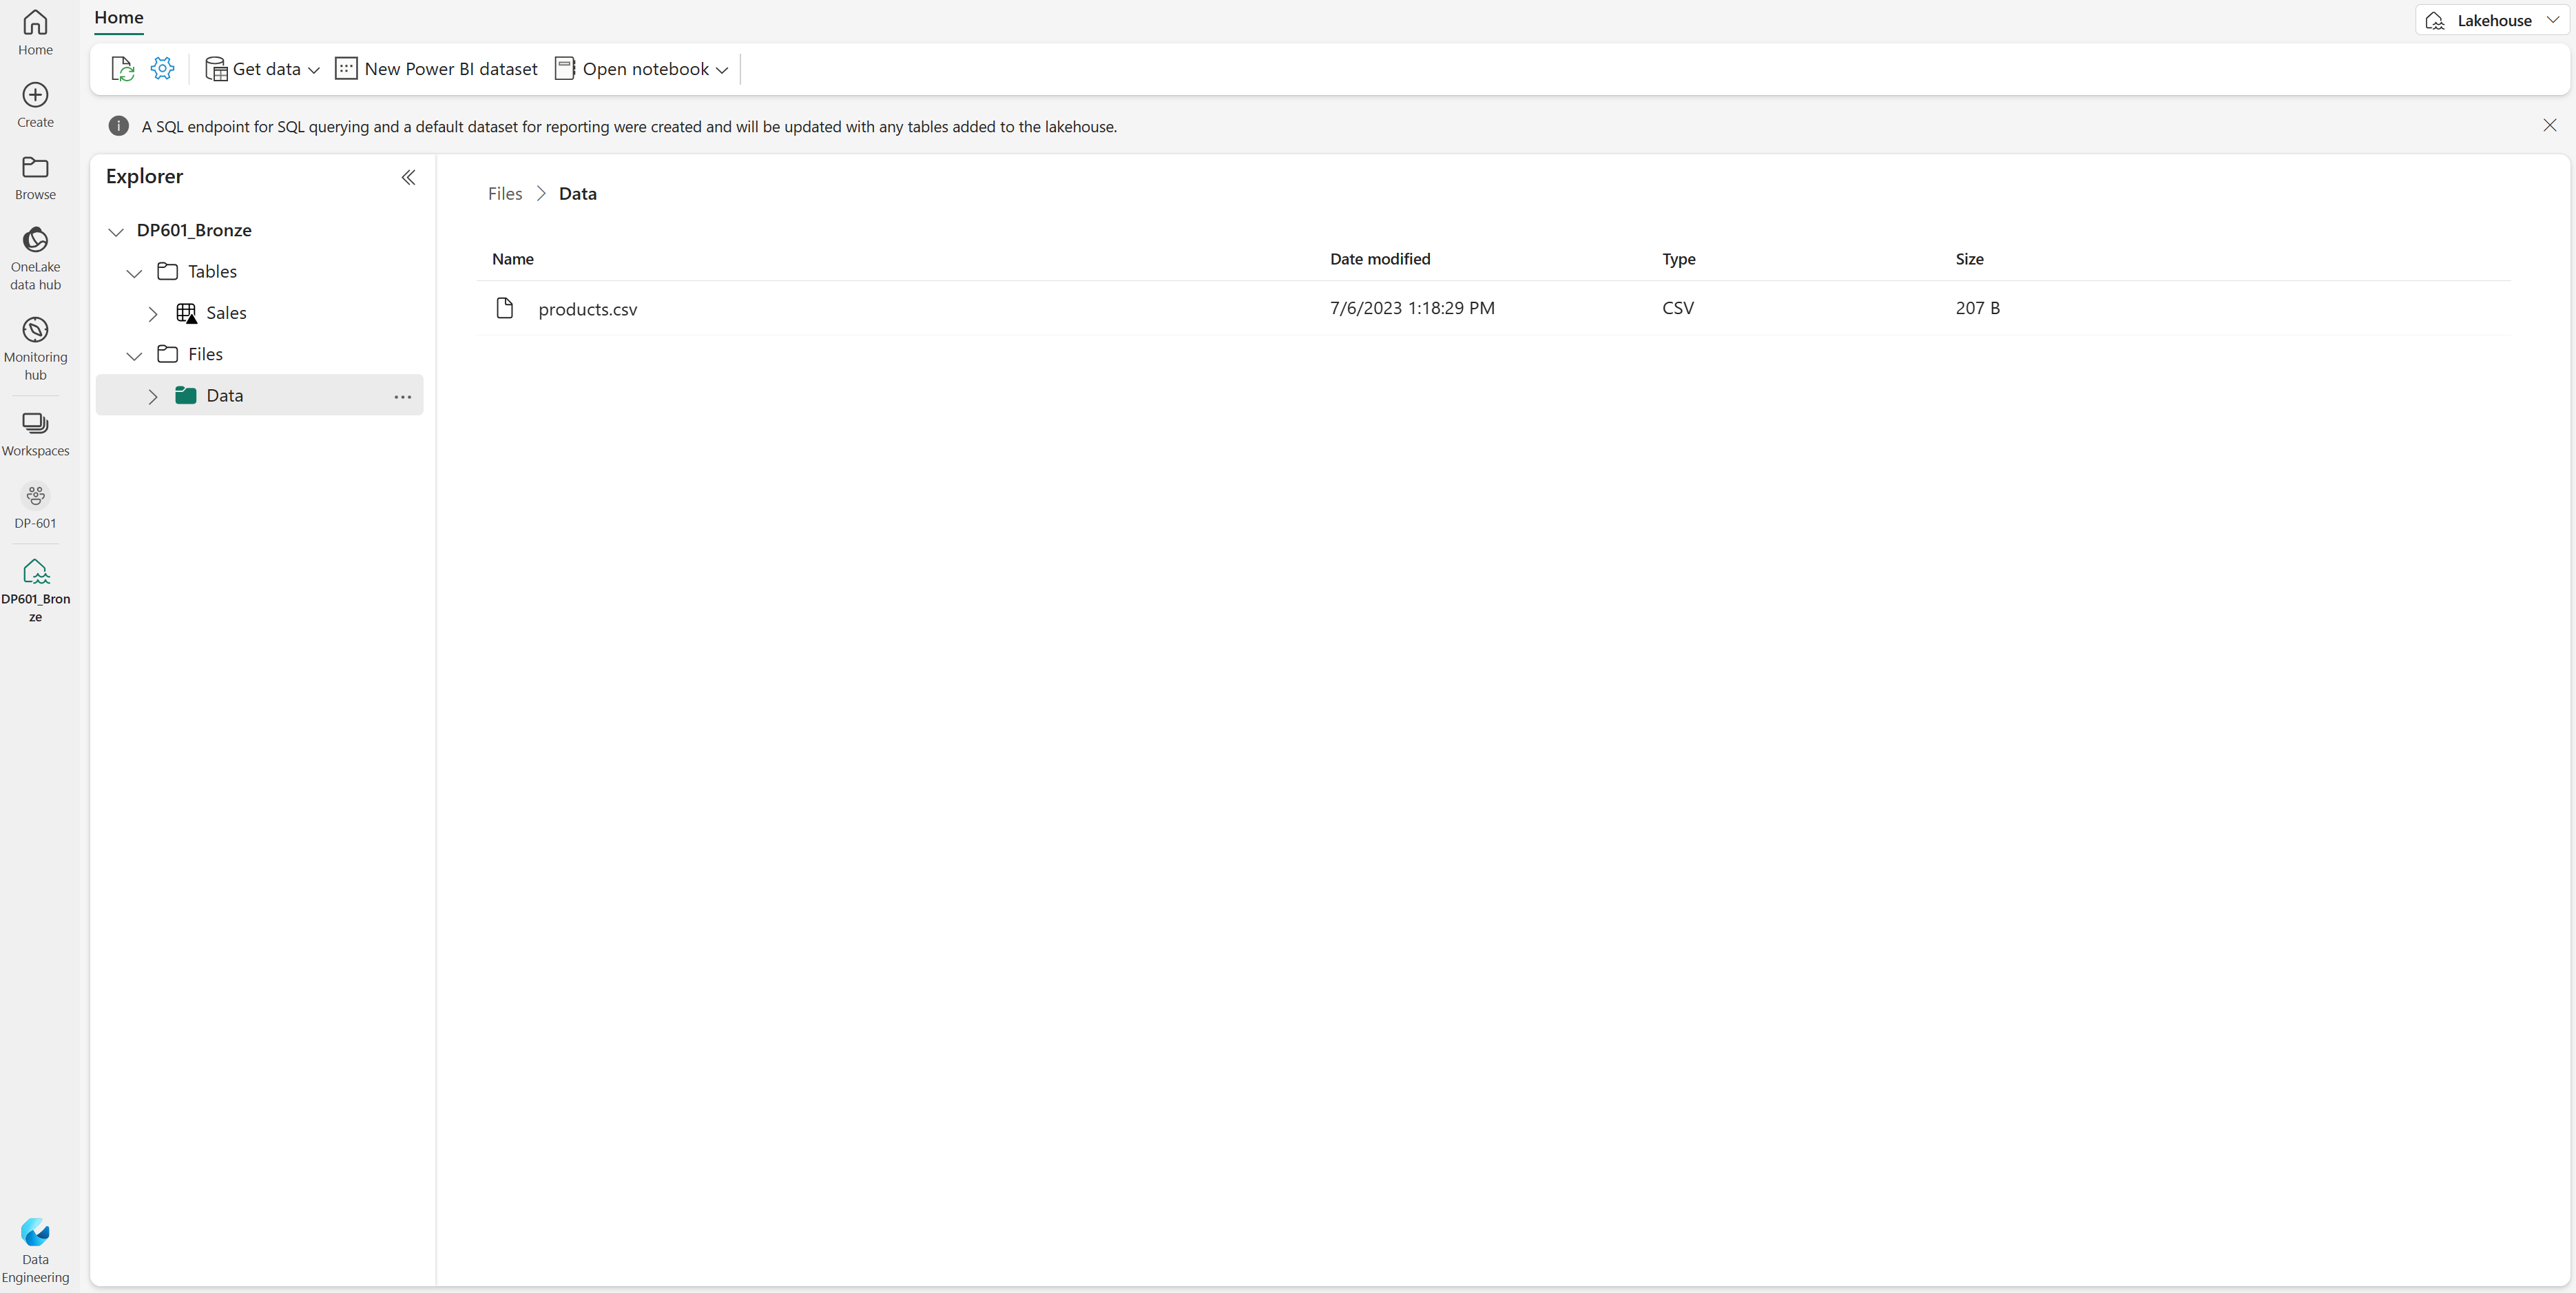 Home
Create
Browse
OneLake
data hub
Monitoring
hub
Workspaces
DP-601
DP601_Bron
ze
Data
Engineering
Home
Lakehouse
Get data
New Power BI dataset
Open notebook
A SQL endpoint for SQL querying and a default dataset for reporting were created and will be updated with any tables added to the lakehouse.
Explorer
DP601_Bronze
Tables
Sales
Files
Data
Files > Data
Name Date modified Type Size
products.csv 7/6/2023 1:18:29 PM CSV 207 B